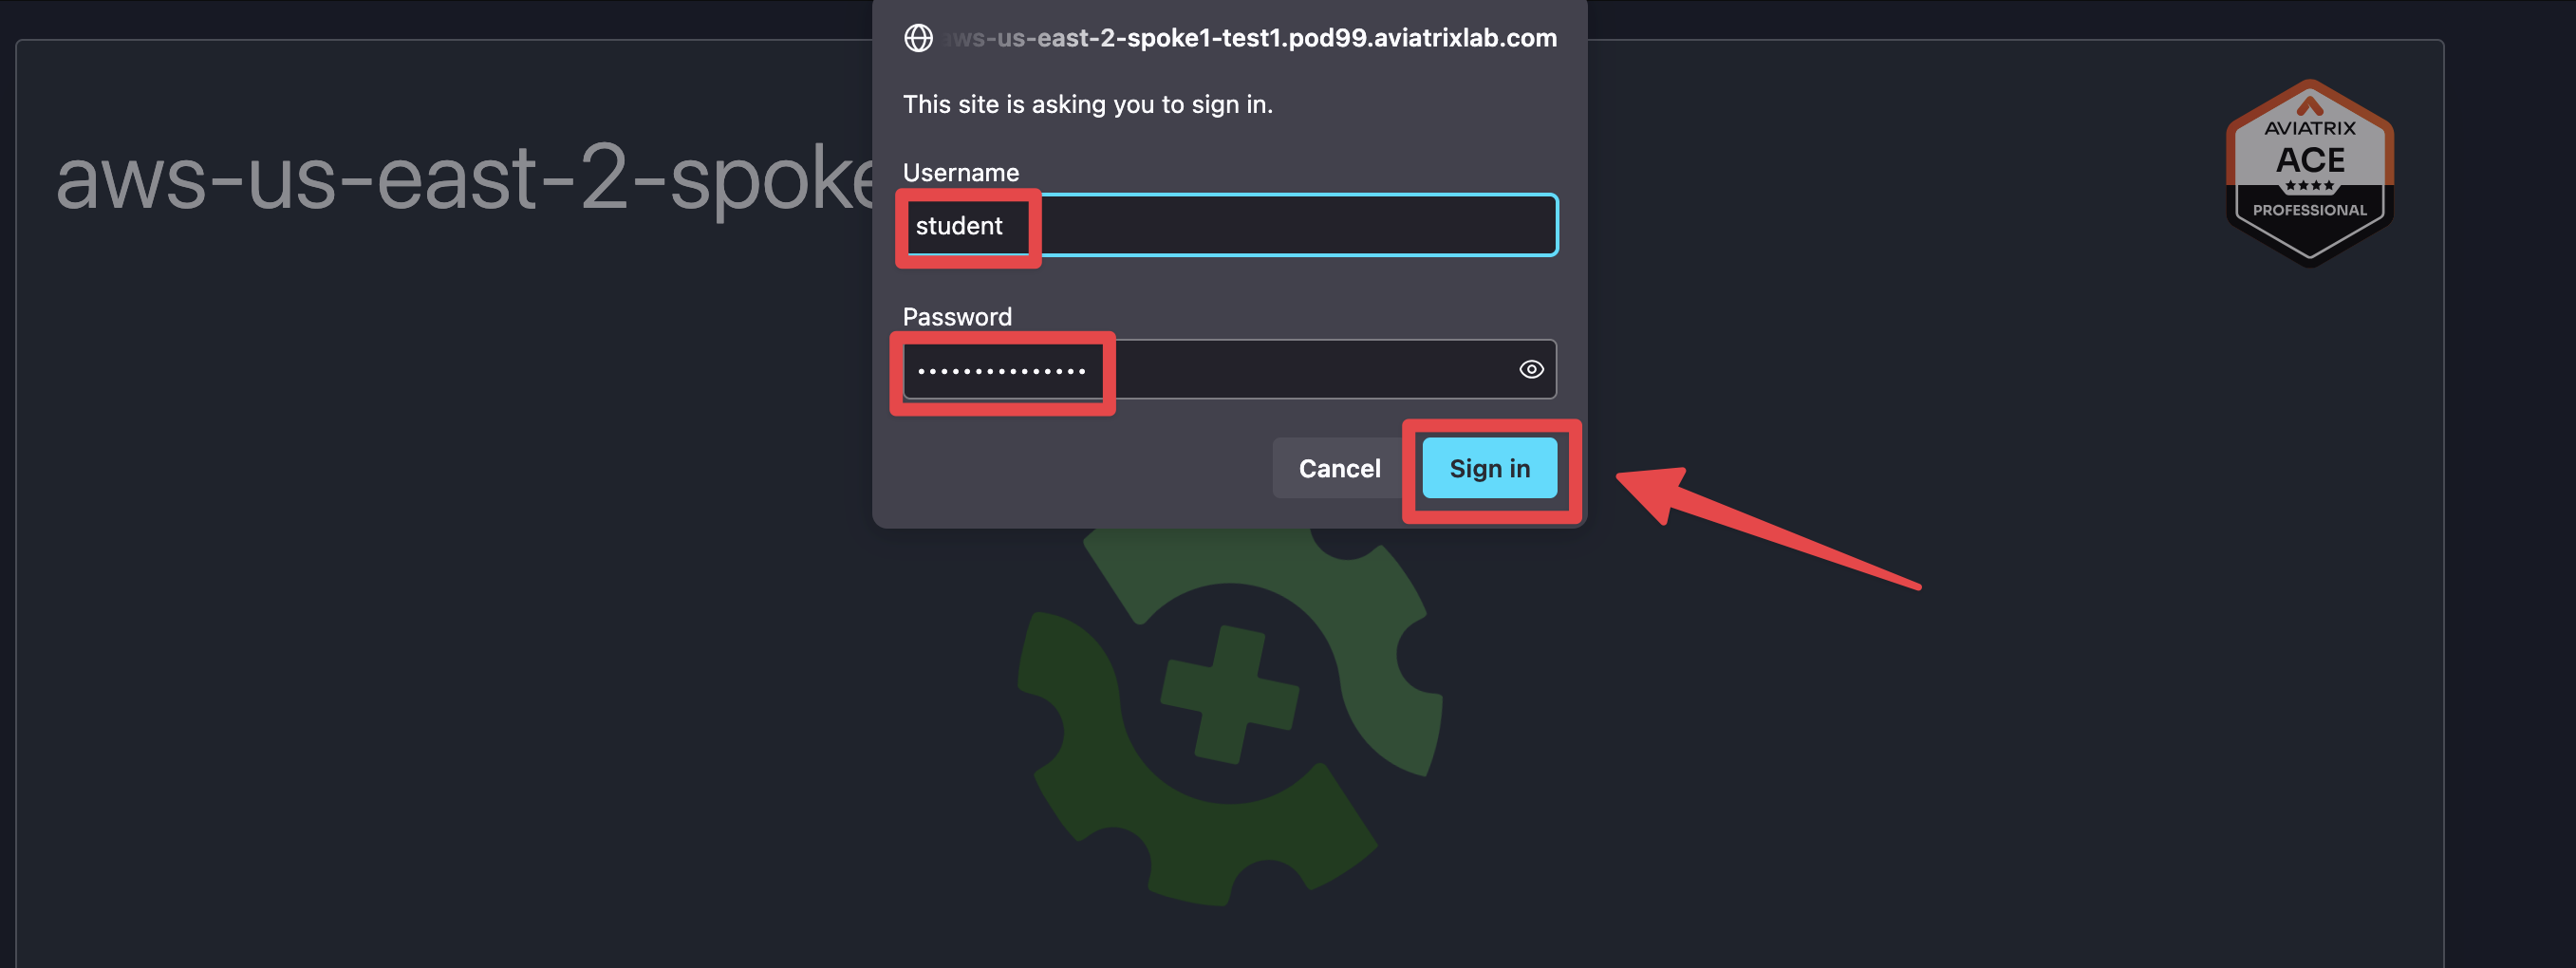 aws-us-east-2-spoke1-test1.pod99.aviatrixlab.com
This site is asking you to sign in.
aws-us-east-2-spoke
AVIATRIX
ACE
PROFESSIONAL
Username
student
Password
•••••••••••••••
Cancel
Sign in